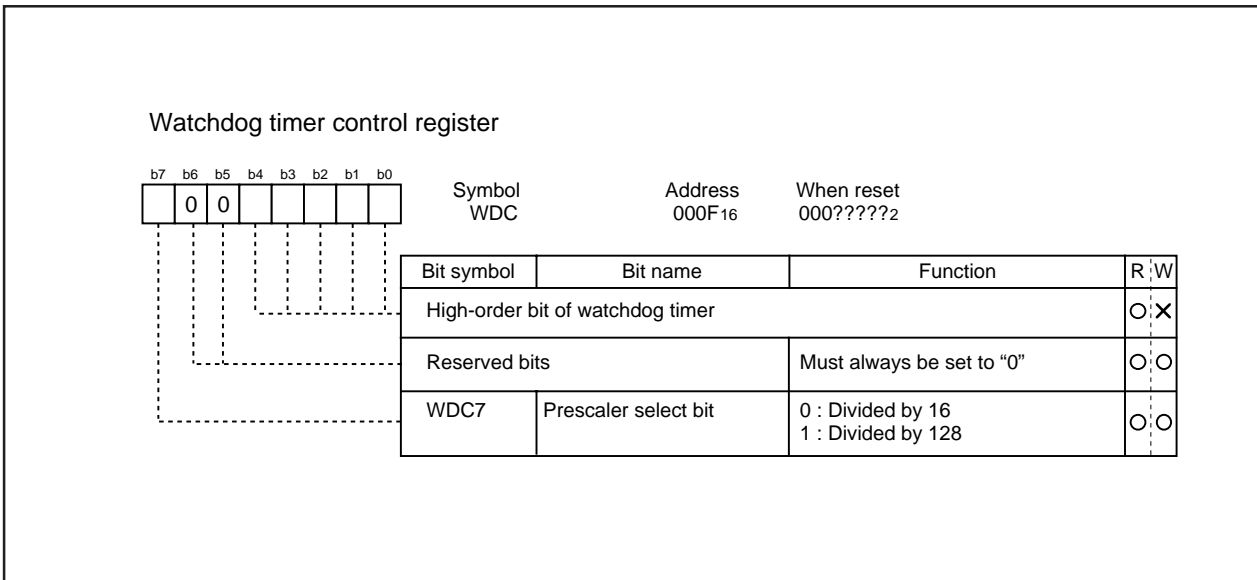 Watchdog timer control register
b7 b6 b5 b4 b3 b2 b1 b0
0 0
Symbol Address When reset
WDC 000F16 000?????2
Bit symbol Bit name Function R W
High-order bit of watchdog timer
Reserved bits Must always be set to “0”
WDC7 Prescaler select bit 0 : Divided by 16
1 : Divided by 128